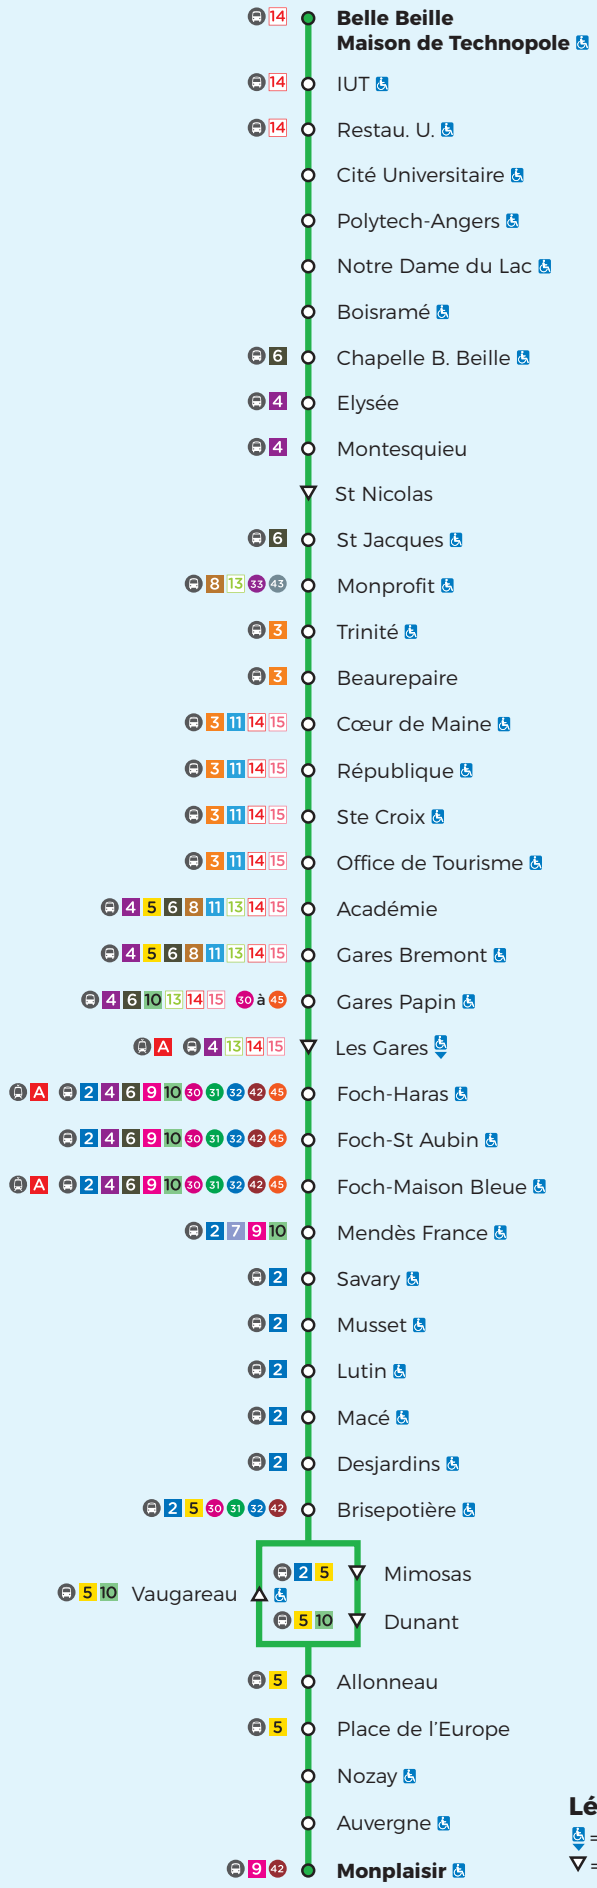 14 Belle Beille
Maison de Technopole
14 IUT
14 Restau. U.
Cité Universitaire
Polytech-Angers
Notre Dame du Lac
Boisramé
6 Chapelle B. Beille
4 Elysée
4 Montesquieu
St Nicolas
6 St Jacques
8 13 33 43 Monprofit
3 Trinité
3 Beaurepaire
3 11 14 15 Cœur de Maine
3 11 14 15 République
3 11 14 15 Ste Croix
3 11 14 15 Office de Tourisme
4 5 6 8 11 13 14 15 Académie
4 5 6 8 11 13 14 15 Gares Bremont
4 6 10 13 14 15 30 à 45 Gares Papin
A 4 13 14 15 Les Gares
A 2 4 6 9 10 30 31 32 42 45 Foch-Haras
2 4 6 9 10 30 31 32 42 45 Foch-St Aubin
A 2 4 6 9 10 30 31 32 42 45 Foch-Maison Bleue
2 7 9 10 Mendès France
2 Savary
2 Musset
2 Lutin
2 Macé
2 Desjardins
2 5 30 31 32 42 Brisepotière
2 5 Mimosas
5 10 Vaugareau
5 10 Dunant
5 Allonneau
5 Place de l'Europe
Nozay
Auvergne
Lé
=
9 42 Monplaisir
=